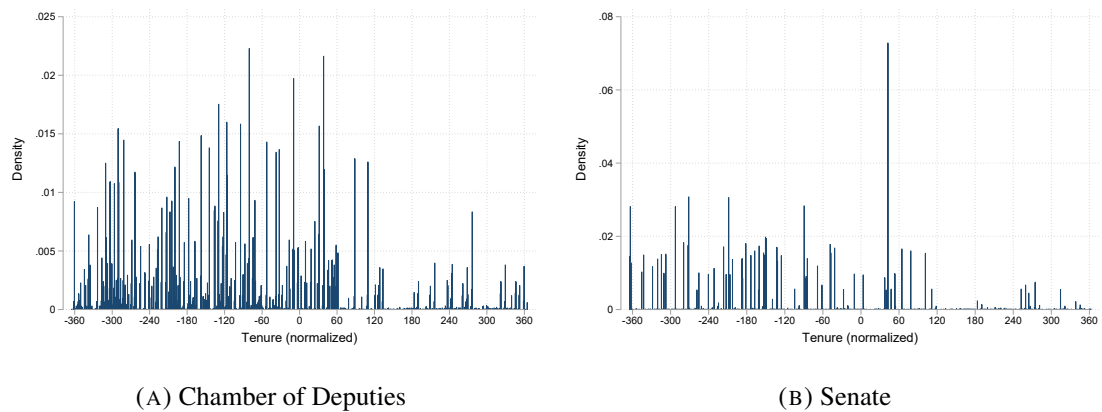 .025
.02
.015
.01
.005
0
Density
-360 -300 -240 -180 -120 -60 0 60 120 180 240 300 360
Tenure (normalized)
(A) Chamber of Deputies
.08
.06
.04
.02
0
Density
-360 -300 -240 -180 -120 -60 0 60 120 180 240 300 360
Tenure (normalized)
(B) Senate